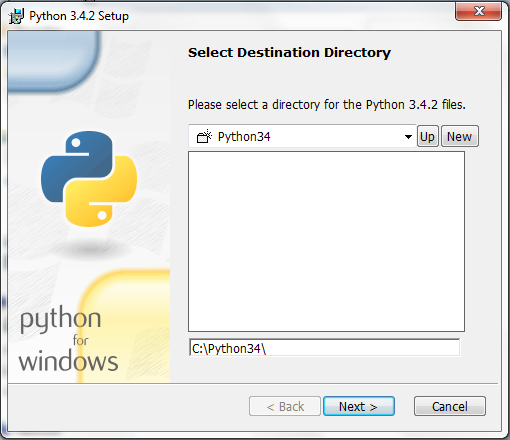 Python 3.4.2 Setup
Select Destination Directory
Please select a directory for the Python 3.4.2 files.
Python34
Up
New
C:\Python34\
python
for
windows
< Back
Next >
Cancel